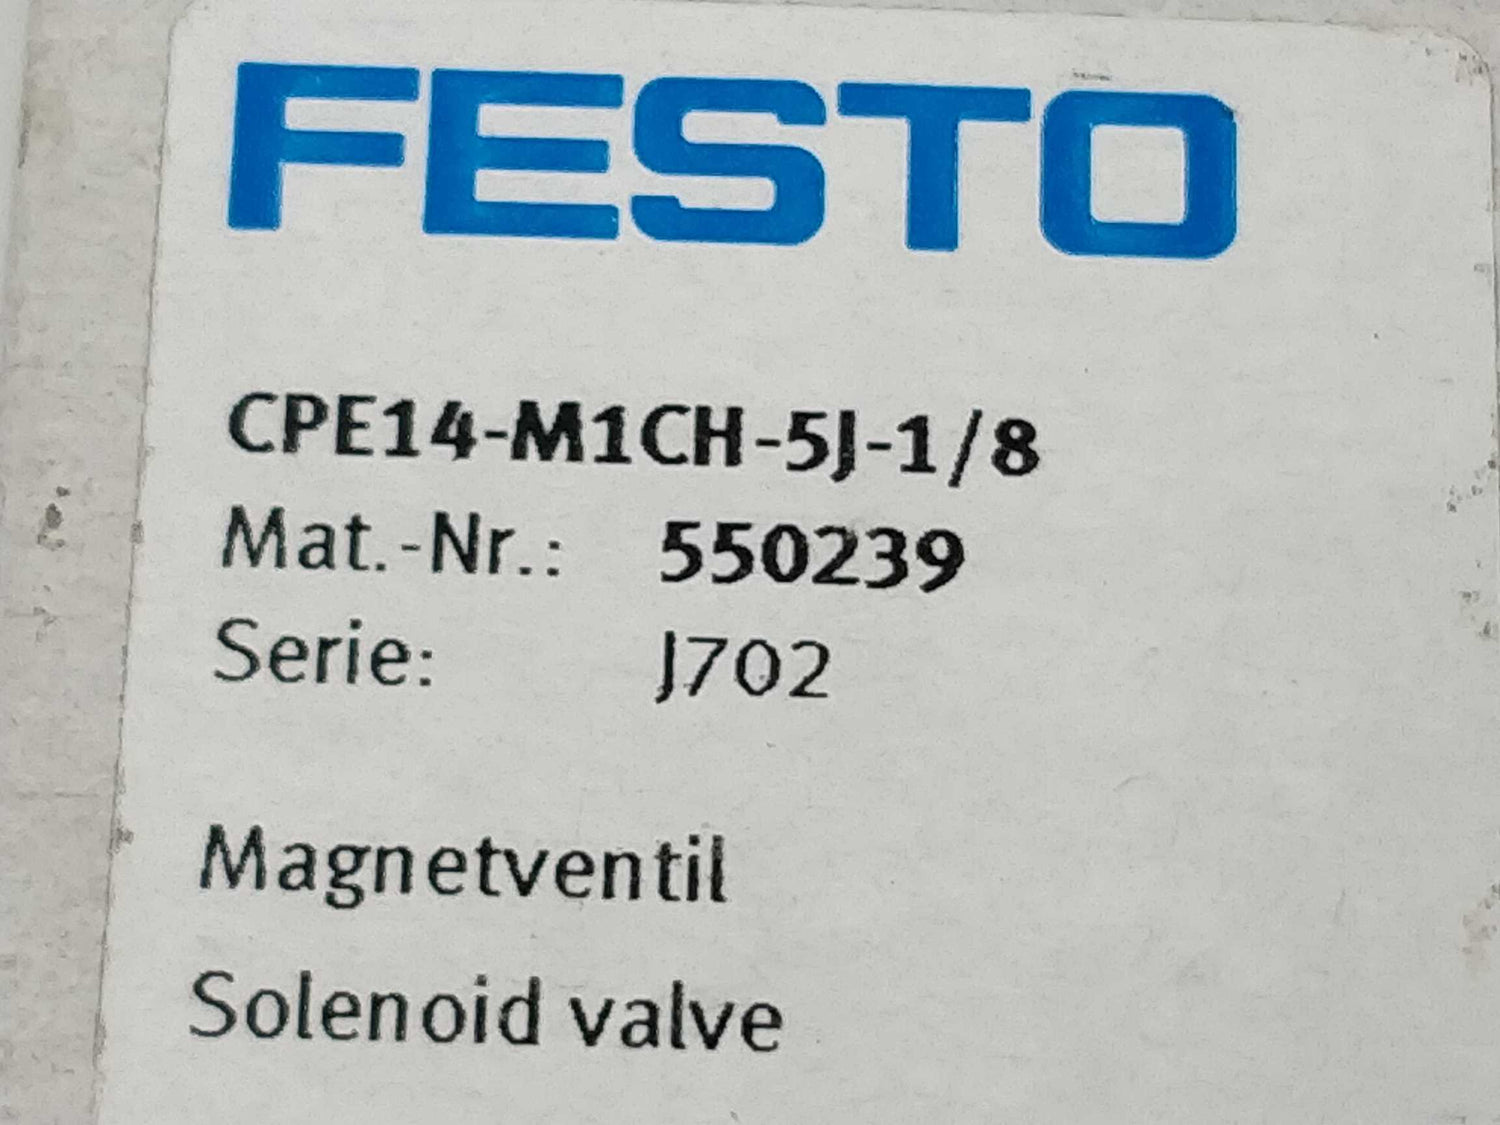 FESTO
CPE14-M1CH-5J-1/8
Mat.-Nr.: 550239
Serie: J702
Magnetventil
Solenoid valve